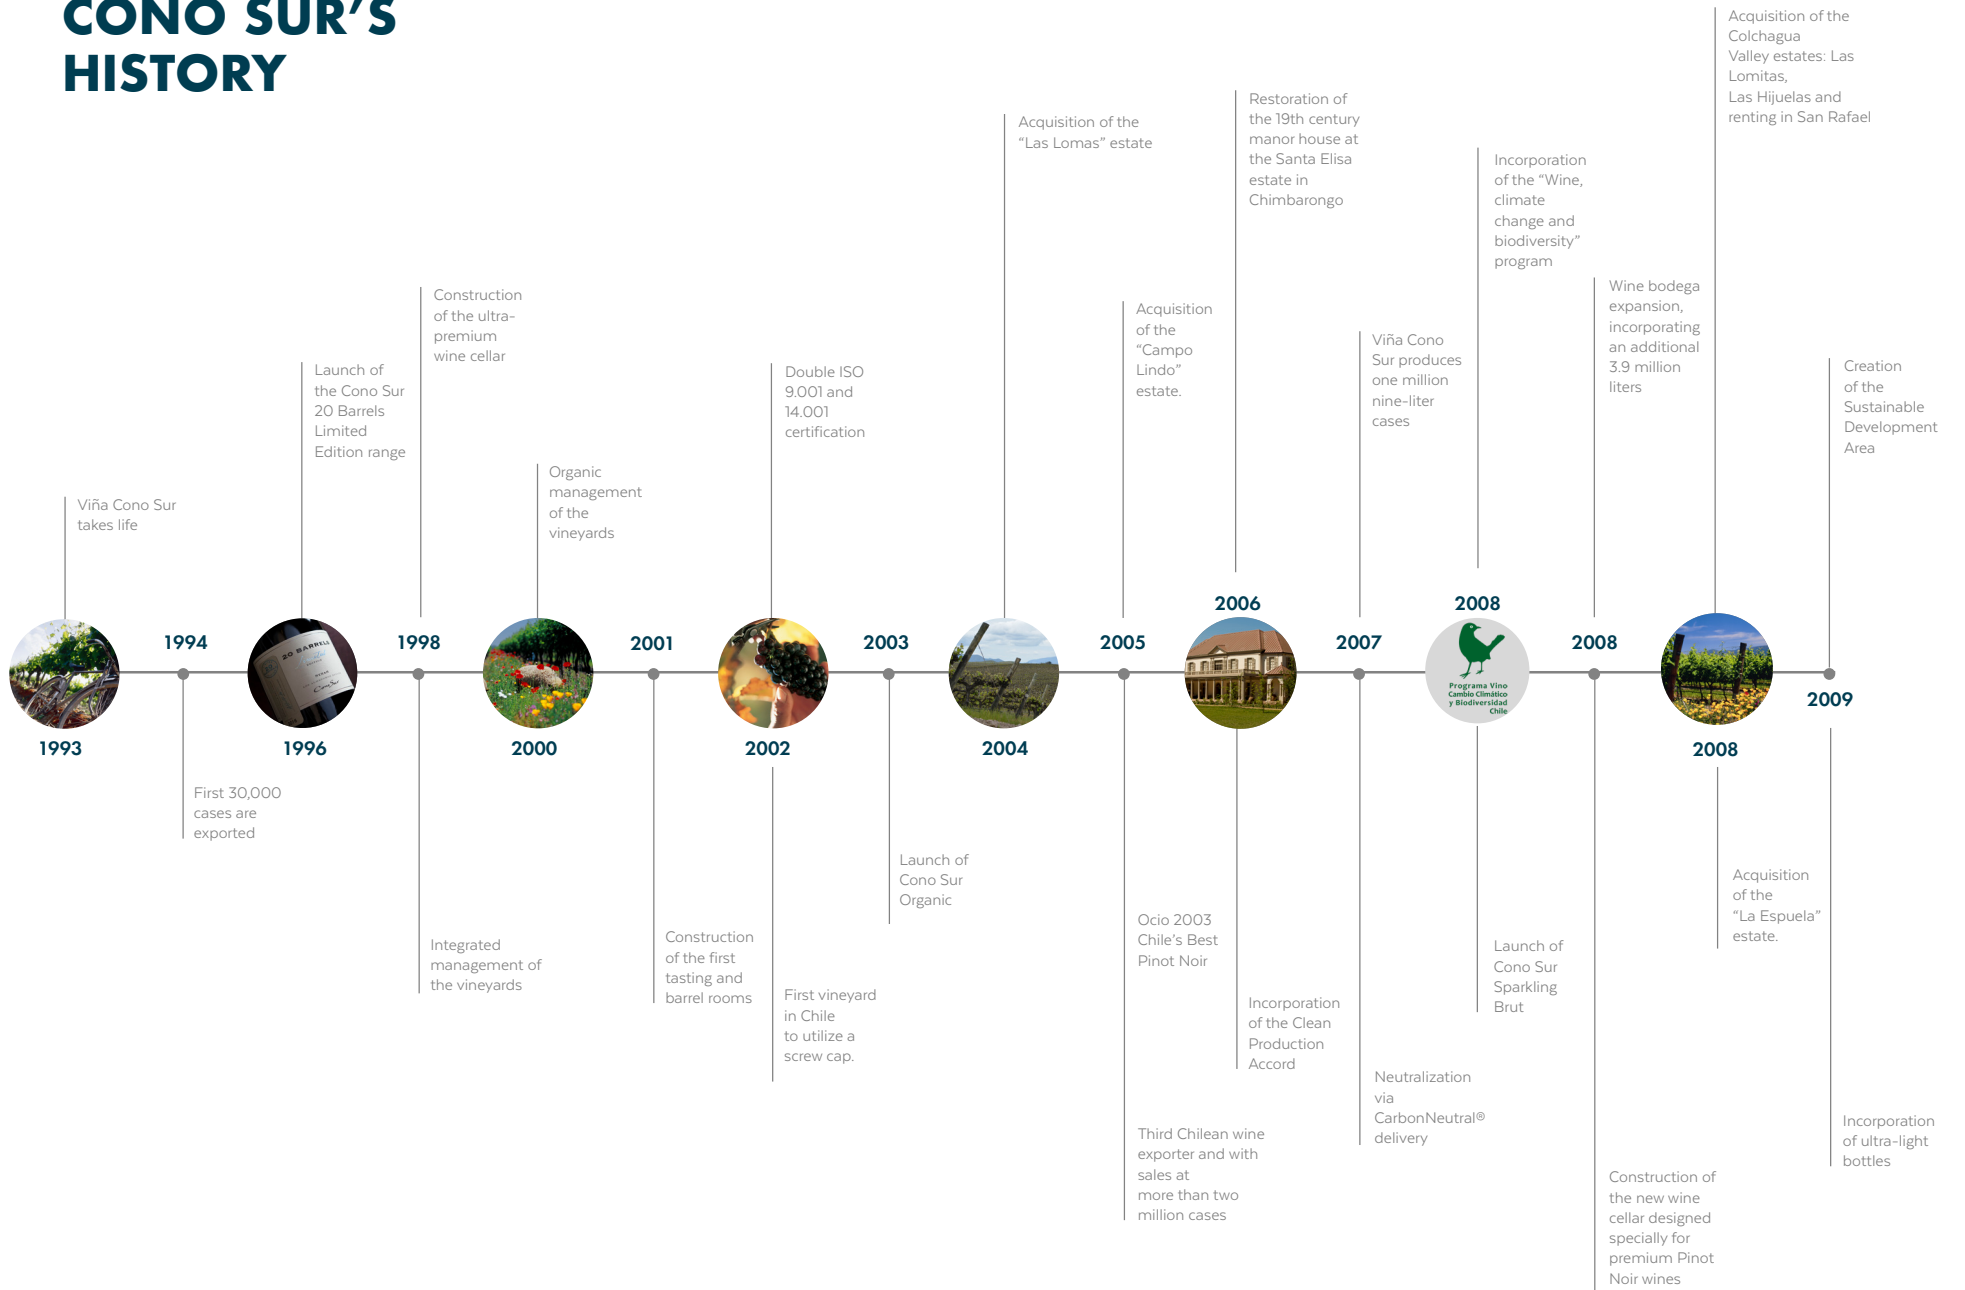 CONO SUR’S
HISTORY
1993
Viña Cono Sur
takes life
1994
First 30,000
cases are
exported
1996
Launch of
the Cono Sur
20 Barrels
Limited
Edition range
20 BARRELS
Cono Sur
1998
Construction
of the ultra-
premium
wine cellar
Integrated
management of
the vineyards
2000
Organic
management
of the
vineyards
2001
Construction
of the first
tasting and
barrel rooms
2002
Double ISO
9.001 and
14.001
certification
First vineyard
in Chile
to utilize a
screw cap.
2003
Launch of
Cono Sur
Organic
2004
Acquisition of the
“Las Lomas” estate
2005
Acquisition
of the
“Campo
Lindo”
estate.
Ocio 2003
Chile’s Best
Pinot Noir
Third Chilean wine
exporter and with
sales at
more than two
million cases
2006
Restoration of
the 19th century
manor house at
the Santa Elisa
estate in
Chimbarongo
Incorporation
of the Clean
Production
Accord
2007
Viña Cono
Sur produces
one million
nine-liter
cases
Neutralization
via
CarbonNeutral®
delivery
2008
Incorporation
of the “Wine,
climate
change and
biodiversity”
program
Programa Vino
Cambio Climático
y Biodiversidad
Chile
Launch of
Cono Sur
Sparkling
Brut
2008
Wine bodega
expansion,
incorporating
an additional
3.9 million
liters
Construction of
the new wine
cellar designed
specially for
premium Pinot
Noir wines
2008
Acquisition of the
Colchagua
Valley estates: Las
Lomitas,
Las Hijuelas and
renting in San Rafael
Acquisition
of the
“La Espuela”
estate.
2009
Creation
of the
Sustainable
Development
Area
Incorporation
of ultra-light
bottles